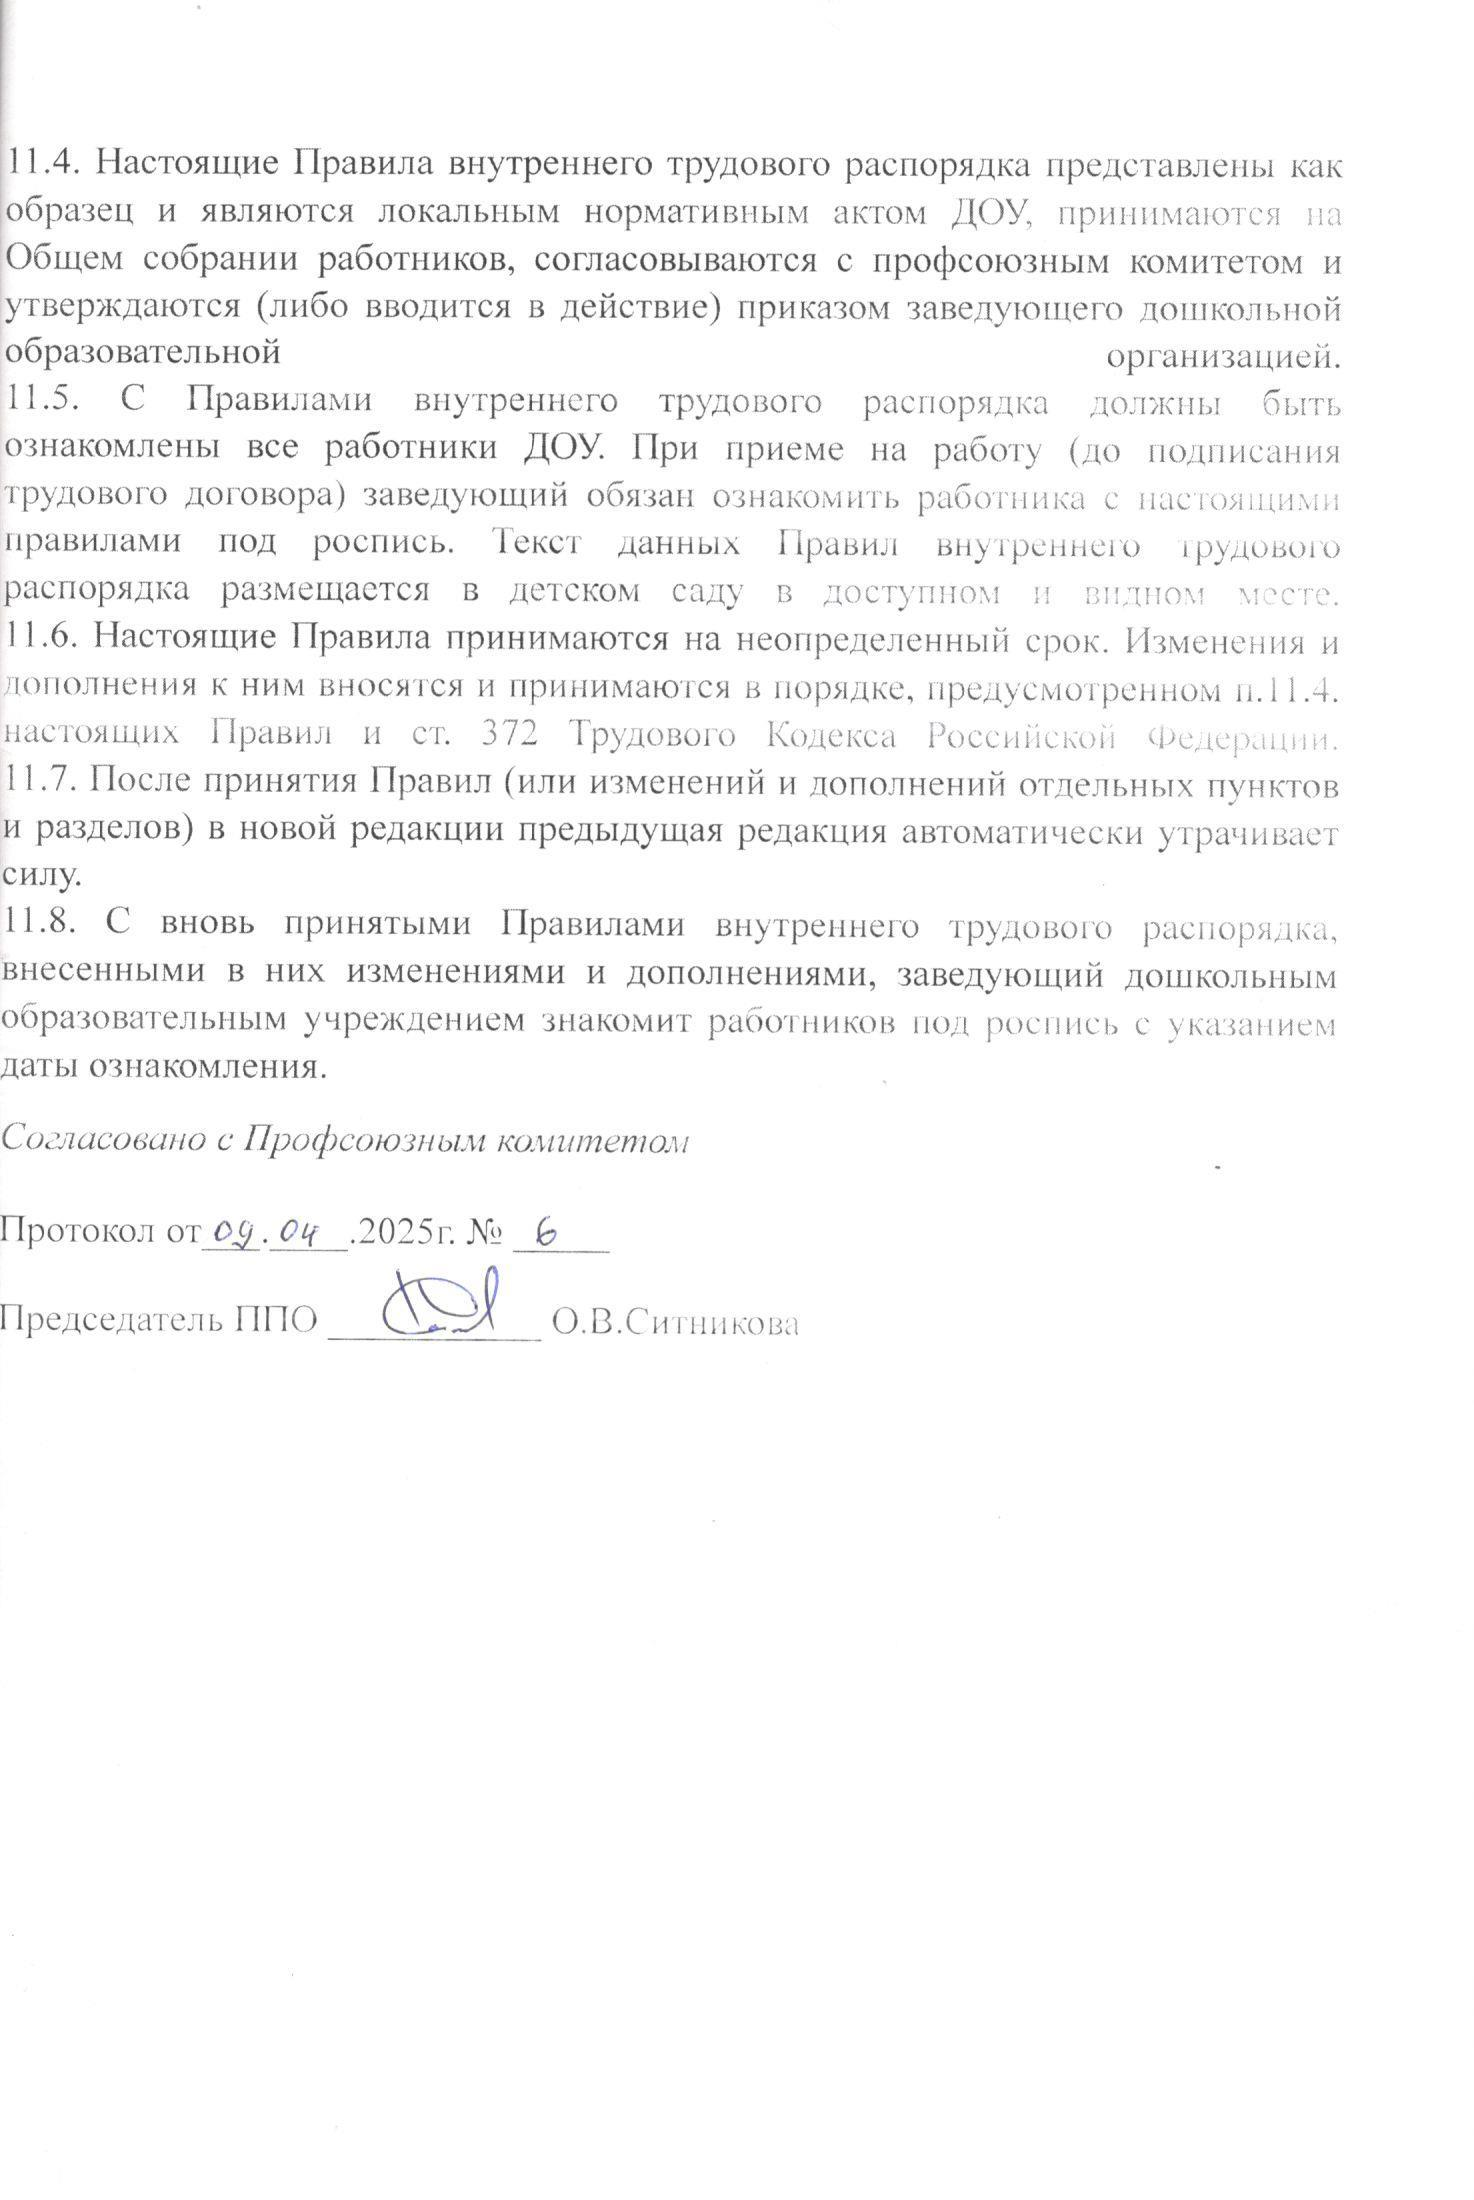 11.4. Настоящие Правила внутреннего трудового распорядка представлены как
образец и являются локальным нормативным актом ДОУ, принимаются на
Общем собрании работников, согласовываются с профсоюзным комитетом и
утверждаются (либо вводится в действие) приказом заведующего дошкольной
образовательной организацией.
11.5. С Правилами внутреннего трудового распорядка должны быть
ознакомлены все работники ДОУ. При приеме на работу (до подписания
трудового договора) заведующий обязан ознакомить работника с настоящими
правилами под роспись. Текст данных Правил внутреннего трудового
распорядка размещается в детском саду в доступном и видном месте.
11.6. Настоящие Правила принимаются на неопределенный срок. Изменения и
дополнения к ним вносятся и принимаются в порядке, предусмотренном п.11.4.
настоящих Правил и ст. 372 Трудового Кодекса Российской Федерации.
11.7. После принятия Правил (или изменений и дополнений отдельных пунктов
и разделов) в новой редакции предыдущая редакция автоматически утрачивает
силу.
11.8. С вновь принятыми Правилами внутреннего трудового распорядка,
внесенными в них изменениями и дополнениями, заведующий дошкольным
образовательным учреждением знакомит работников под роспись с указанием
даты ознакомления.
Согласовано с Профсоюзным комитетом
Протокол от 09.04.2025г. № 6
Председатель ППО ____________ О.В.Ситникова